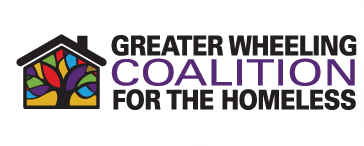 GREATER WHEELING
COALITION
FOR THE HOMELESS